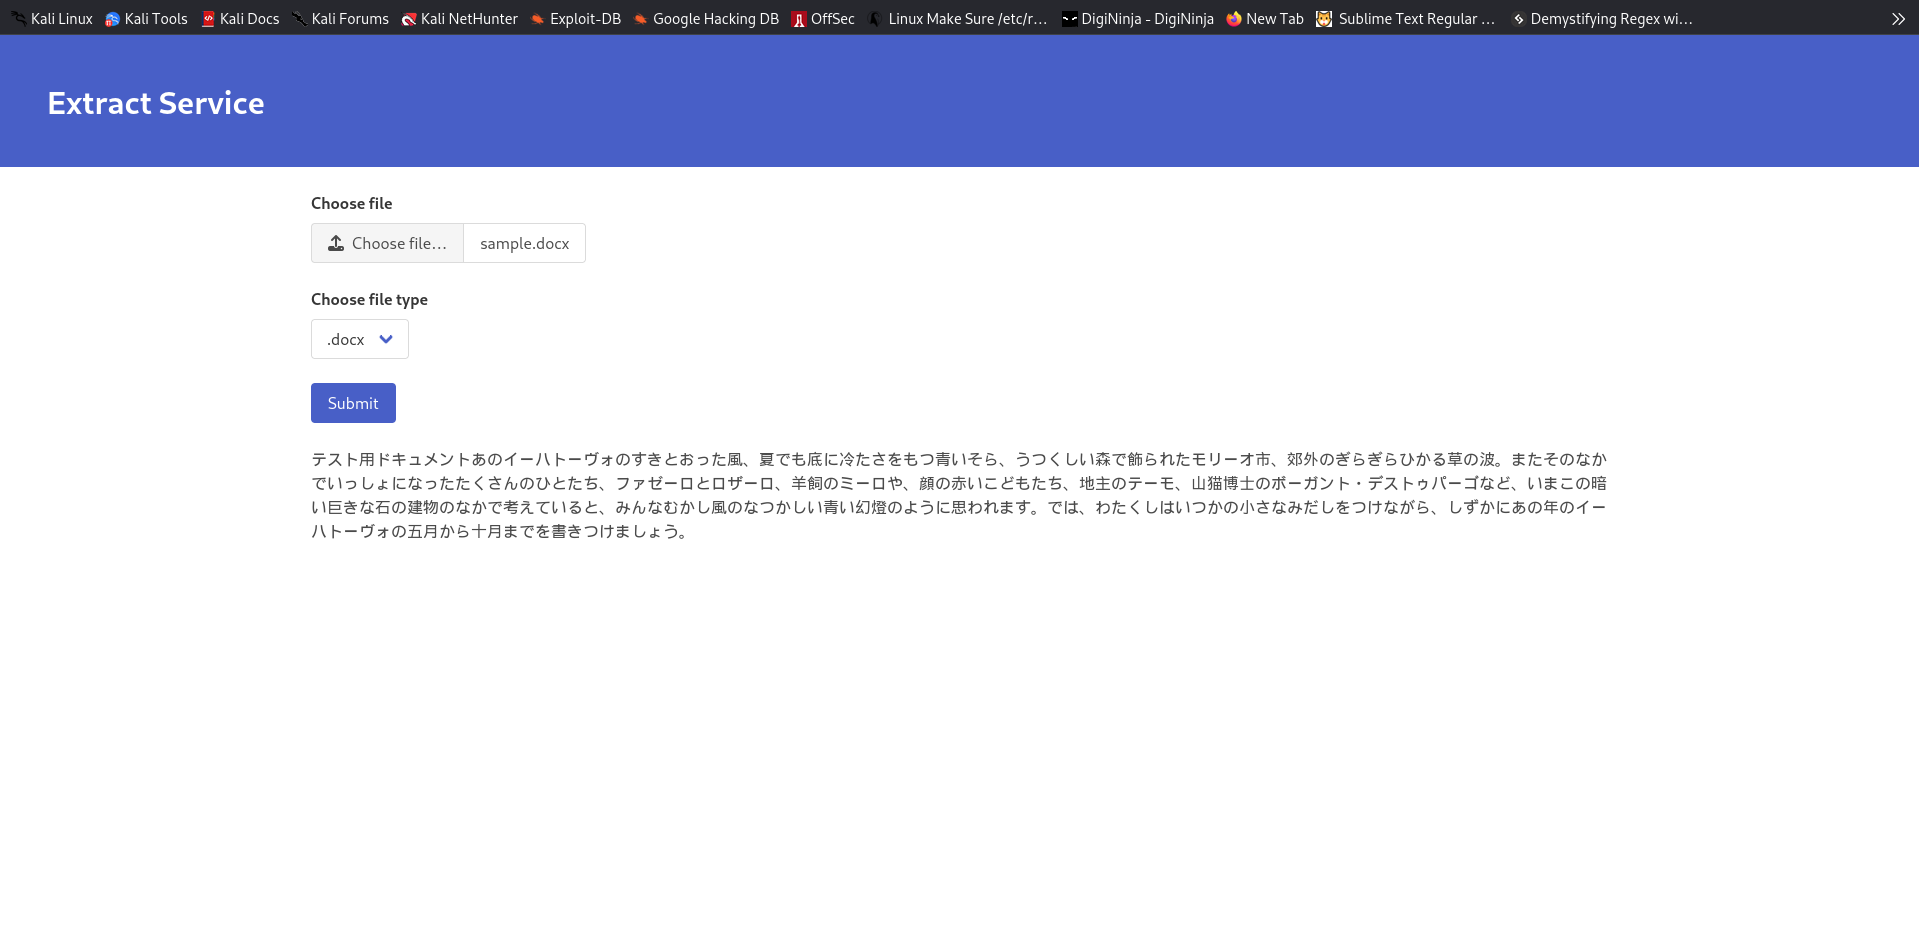 Kali Linux Kali Tools Kali Docs Kali Forums Kali NetHunter Exploit-DB Google Hacking DB OffSec Linux Make Sure /etc/r… DigiNinja - DigiNinja New Tab Sublime Text Regular … Demystifying Regex wi…
Extract Service
Choose file
Choose file… sample.docx
Choose file type
.docx
Submit
テスト用ドキュメントあのイーハトーヴォのすきとおった風、夏でも底に冷たさをもつ青いそら、うつくしい森で飾られたモリーオ市、郊外のぎらぎらひかる草の波。またそのなか
でいっしょになったたくさんのひとたち、ファゼーロとロザーロ、羊飼のミーロや、顔の赤いこどもたち、地主のテーモ、山猫博士のボーガント・デストゥパーゴなど、いまこの暗
い巨きな石の建物のなかで考えていると、みんなむかし風のなつかしい青い幻燈のように思われます。では、わたくしはいつかの小さなみだしをつけながら、しずかにあの年のイー
ハトーヴォの五月から十月までを書きつけましょう。